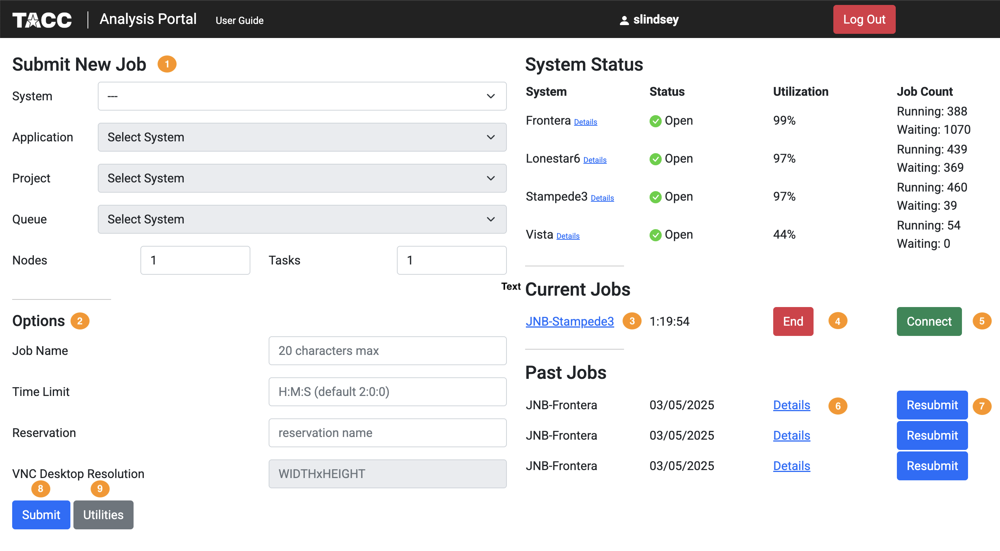 TACC | Analysis Portal User Guide slindsey Log Out
Submit New Job 1
System ---
Application Select System
Project Select System
Queue Select System
Nodes 1 Tasks 1
Options 2
Job Name 20 characters max
Time Limit H:M:S (default 2:0:0)
Reservation reservation name
VNC Desktop Resolution WIDTHxHEIGHT
8 9
Submit Utilities
System Status
System Status Utilization Job Count
Frontera Details Open 99% Running: 388
Waiting: 1070
Lonestar6 Details Open 97% Running: 439
Waiting: 369
Stampede3 Details Open 97% Running: 460
Waiting: 39
Vista Details Open 44% Running: 54
Waiting: 0
Text Current Jobs
JNB-Stampede3 3 1:19:54 End 4 Connect 5
Past Jobs
JNB-Frontera 03/05/2025 Details 6 Resubmit 7
JNB-Frontera 03/05/2025 Details Resubmit
JNB-Frontera 03/05/2025 Details Resubmit